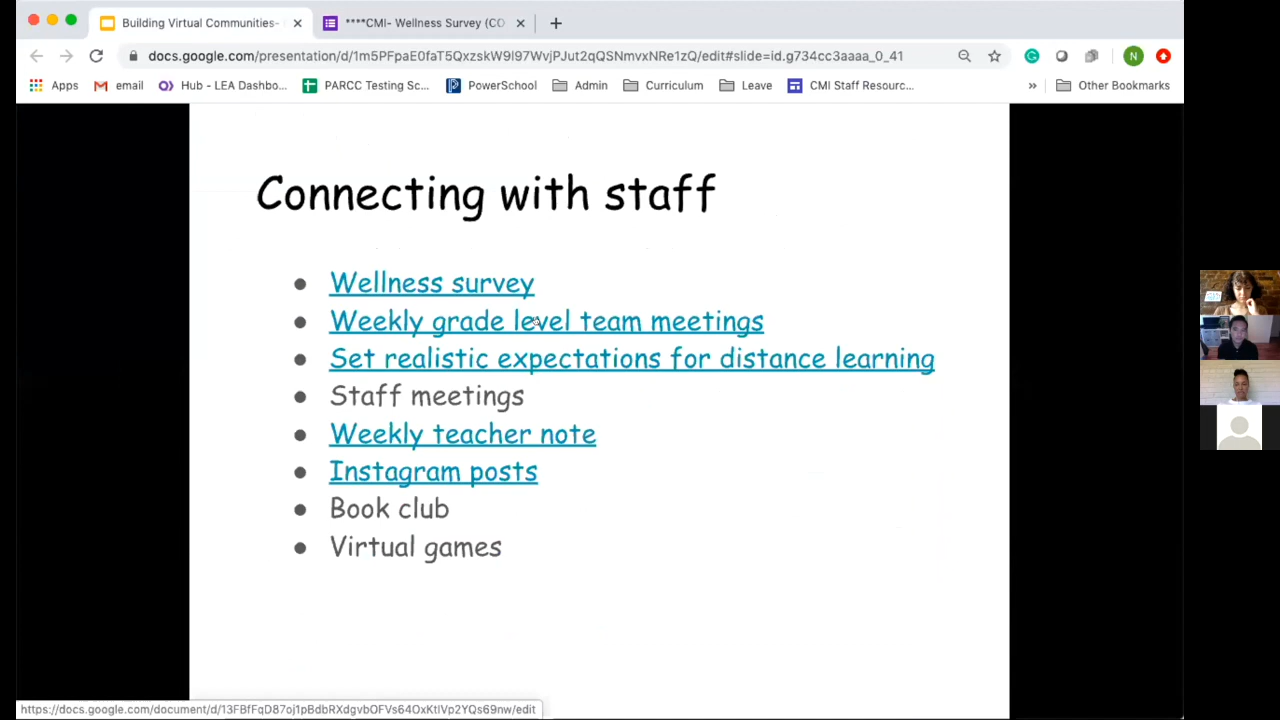 Building Virtual Communities-
****CMI- Wellness Survey (CO
docs.google.com/presentation/d/1m5PFpaE0faT5QxzskW9I97WvjPJut2qQSNmvxNRe1zQ/edit#slide=id.g734cc3aaaa_0_41
N
Apps
email
Hub - LEA Dashbo...
PARCC Testing Sc...
PowerSchool
Admin
Curriculum
Leave
CMI Staff Resourc...
»
Other Bookmarks
Connecting with staff
● Wellness survey
● Weekly grade level team meetings
● Set realistic expectations for distance learning
● Staff meetings
● Weekly teacher note
● Instagram posts
● Book club
● Virtual games
https://docs.google.com/document/d/13FBfFqD87oj1pBdbRXdgvbOFVs64OxKtlVp2YQs69nw/edit